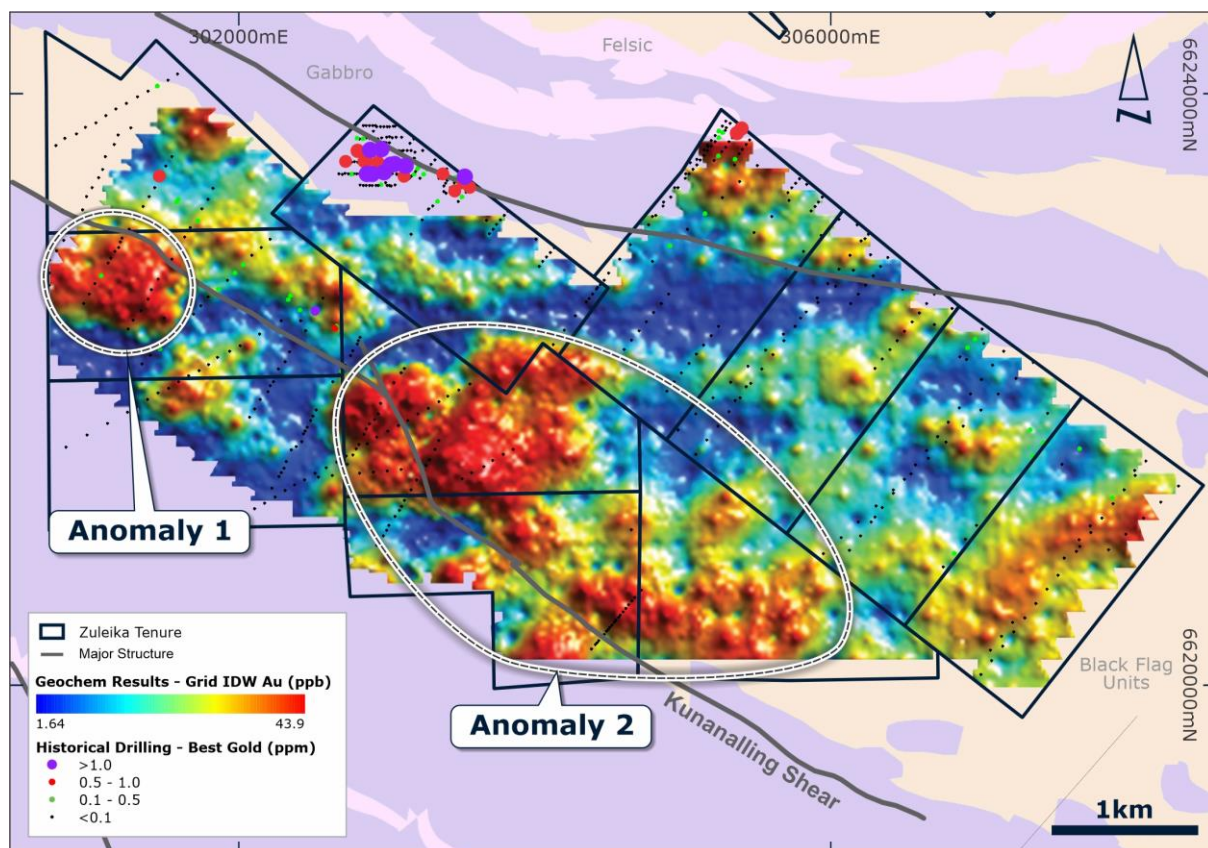 302000mE
306000mE
Felsic
Gabbro
6624000mN
N
Anomaly 1
Zuleika Tenure
Major Structure
Geochem Results - Grid IDW Au (ppb)
1.64 43.9
Historical Drilling - Best Gold (ppm)
>1.0
0.5 - 1.0
0.1 - 0.5
<0.1
Anomaly 2
Kunanalling Shear
Black Flag
Units
6620000mN
1km